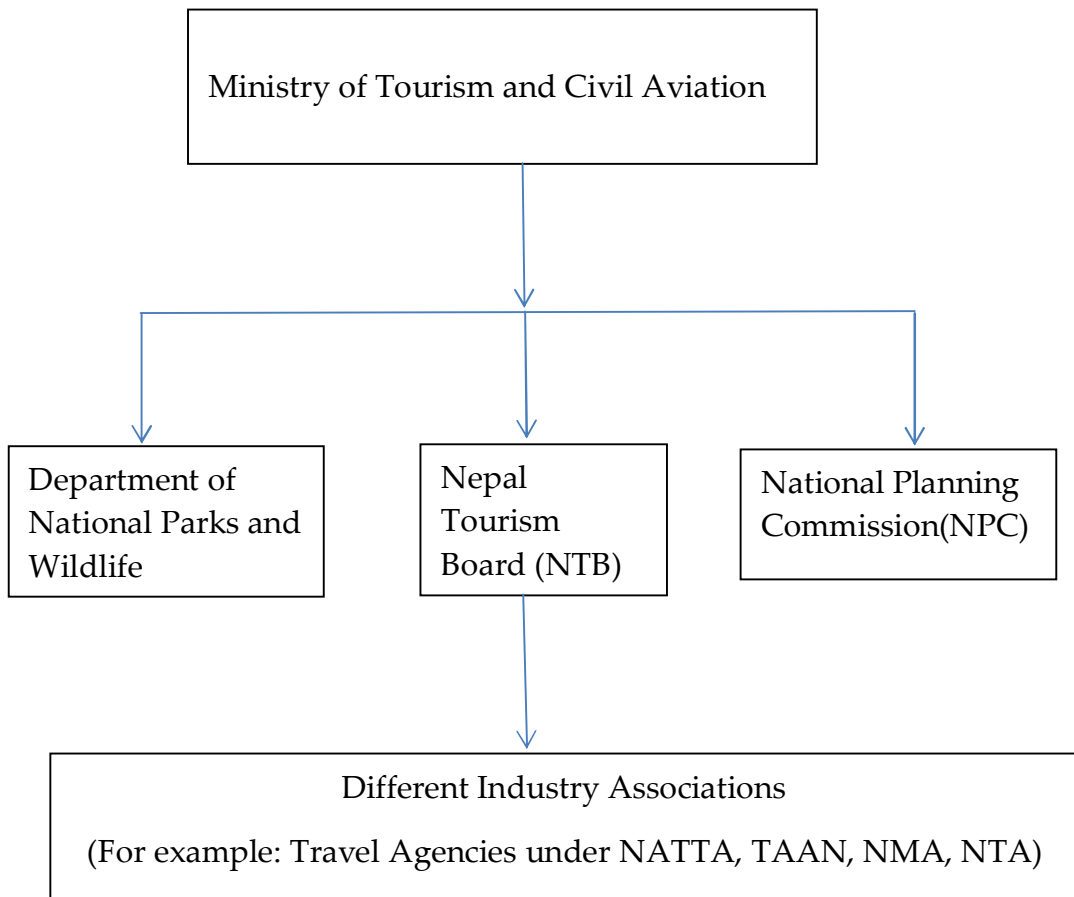 Ministry of Tourism and Civil Aviation
Department of
National Parks and
Wildlife
Nepal
Tourism
Board (NTB)
National Planning
Commission(NPC)
Different Industry Associations
(For example: Travel Agencies under NATTA, TAAN, NMA, NTA)